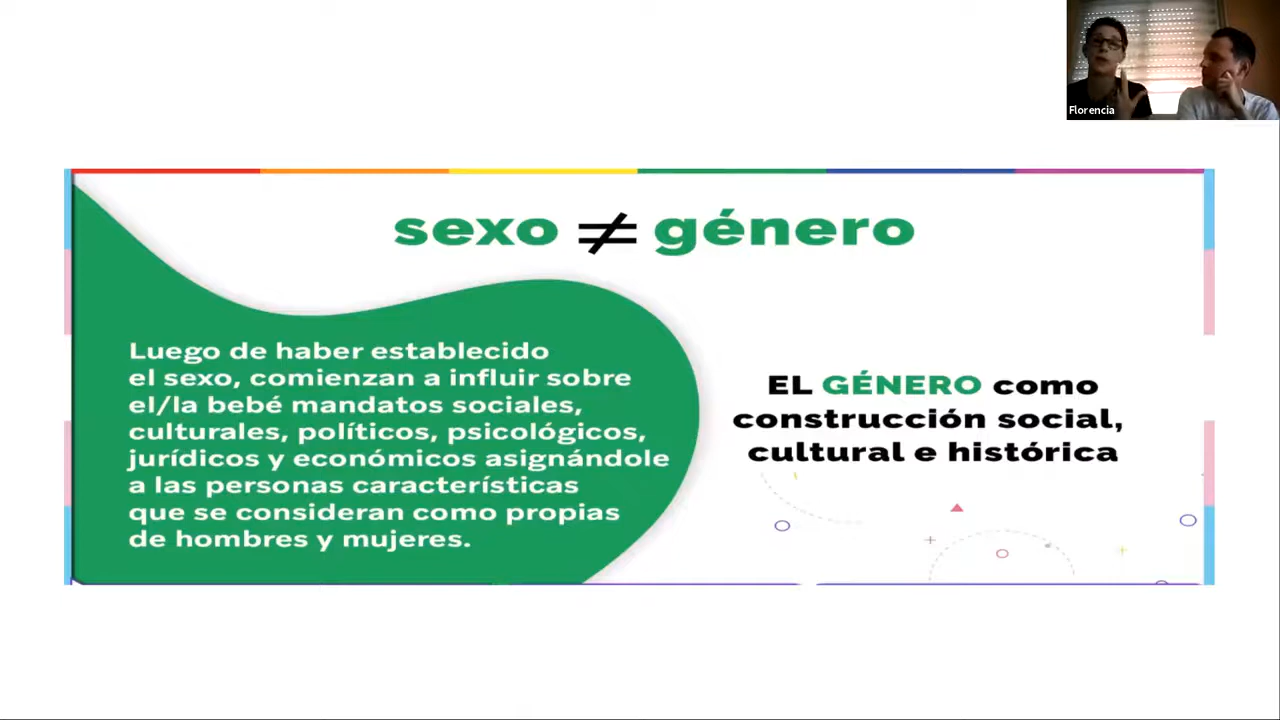 Florencia
sexo ≠ género
Luego de haber establecido
el sexo, comienzan a influir sobre
el/la bebé mandatos sociales,
culturales, políticos, psicológicos,
jurídicos y económicos asignándole
a las personas características
que se consideran como propias
de hombres y mujeres.
EL GÉNERO como
construcción social,
cultural e histórica